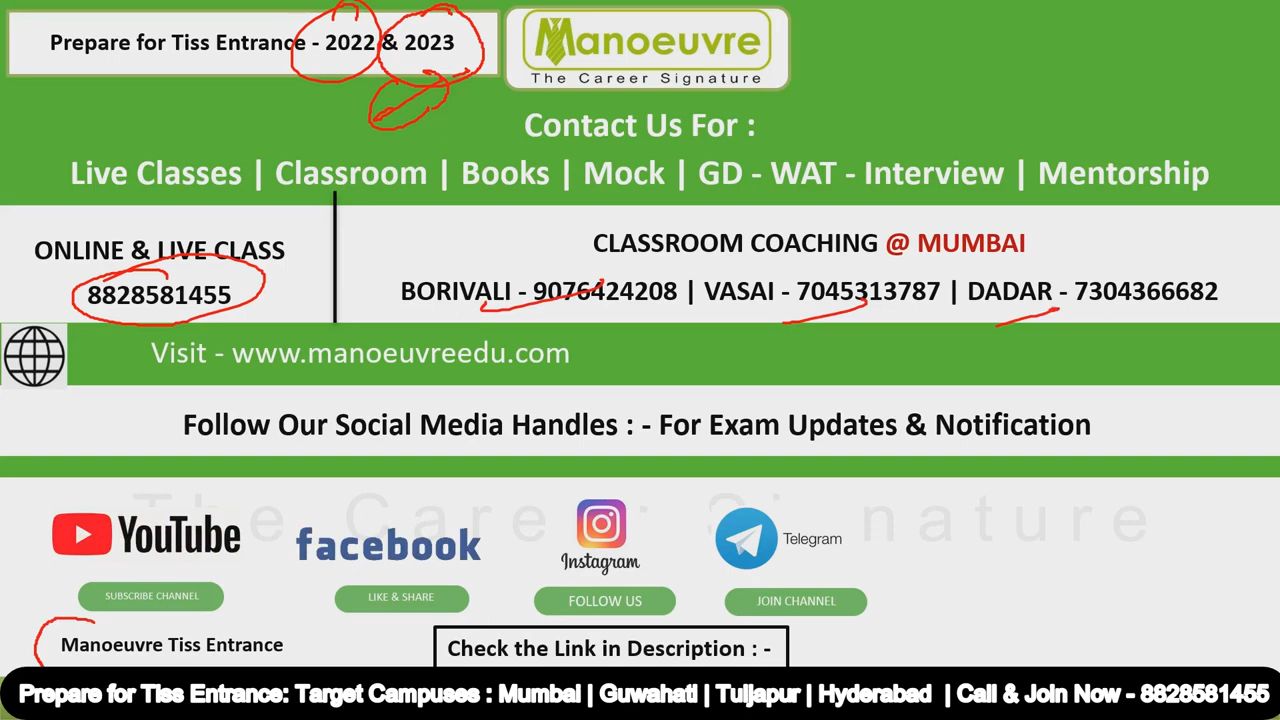 Prepare for Tiss Entrance - 2022 & 2023
Manoeuvre
The Career Signature
Contact Us For :
Live Classes | Classroom | Books | Mock | GD - WAT - Interview | Mentorship
ONLINE & LIVE CLASS
8828581455
CLASSROOM COACHING @ MUMBAI
BORIVALI - 9076424208 | VASAI - 7045313787 | DADAR - 7304366682
Visit - www.manoeuvreedu.com
Follow Our Social Media Handles : - For Exam Updates & Notification
The Career Signature
YouTube
facebook
Instagram
Telegram
SUBSCRIBE CHANNEL
LIKE & SHARE
FOLLOW US
JOIN CHANNEL
Manoeuvre Tiss Entrance
Check the Link in Description : -
Prepare for Tiss Entrance: Target Campuses : Mumbai | Guwahati | Tuljapur | Hyderabad | Call & Join Now - 8828581455